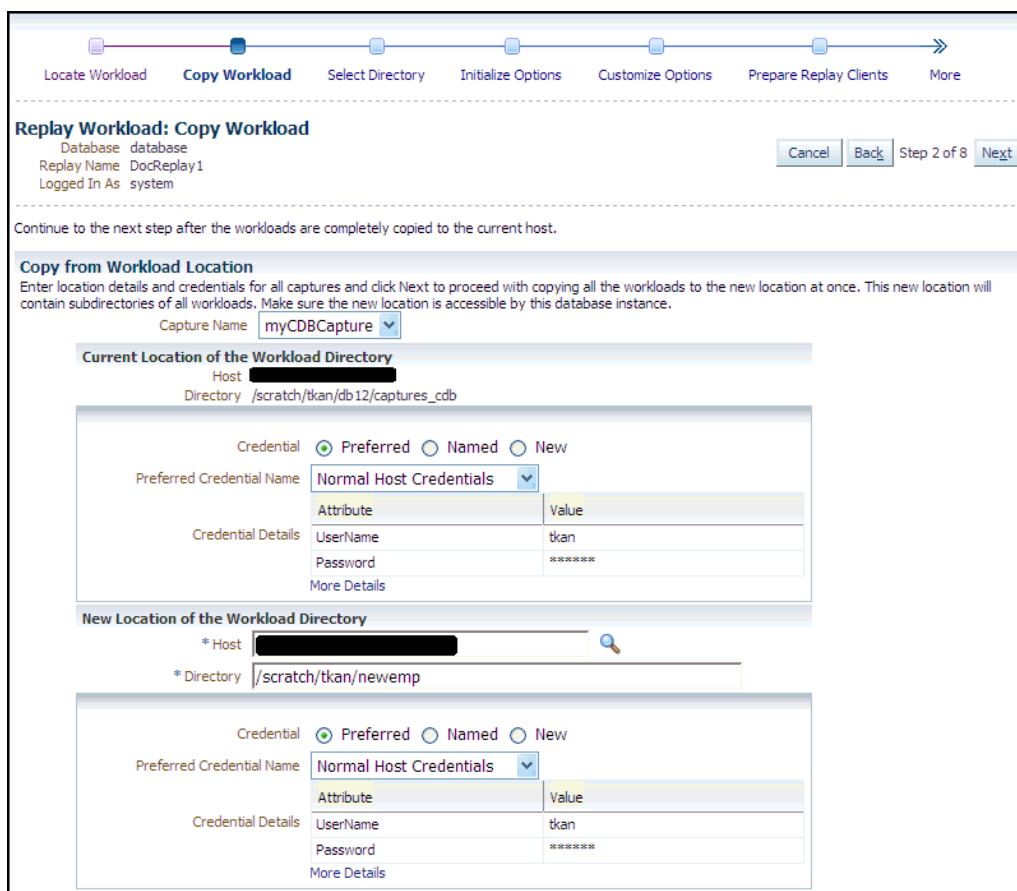 Locate Workload Copy Workload Select Directory Initialize Options Customize Options Prepare Replay Clients More
Replay Workload: Copy Workload
Database database
Replay Name DocReplay1
Logged In As system
Cancel Back Step 2 of 8 Next
Continue to the next step after the workloads are completely copied to the current host.
Copy from Workload Location
Enter location details and credentials for all captures and click Next to proceed with copying all the workloads to the new location at once. This new location will
contain subdirectories of all workloads. Make sure the new location is accessible by this database instance.
Capture Name myCDBCapture
Current Location of the Workload Directory
Host
Directory /scratch/tkan/db12/captures_cdb
Credential Preferred Named New
Preferred Credential Name Normal Host Credentials
Attribute Value
Credential Details UserName tkan
Password ******
More Details
New Location of the Workload Directory
* Host
* Directory /scratch/tkan/newemp
Credential Preferred Named New
Preferred Credential Name Normal Host Credentials
Attribute Value
Credential Details UserName tkan
Password ******
More Details